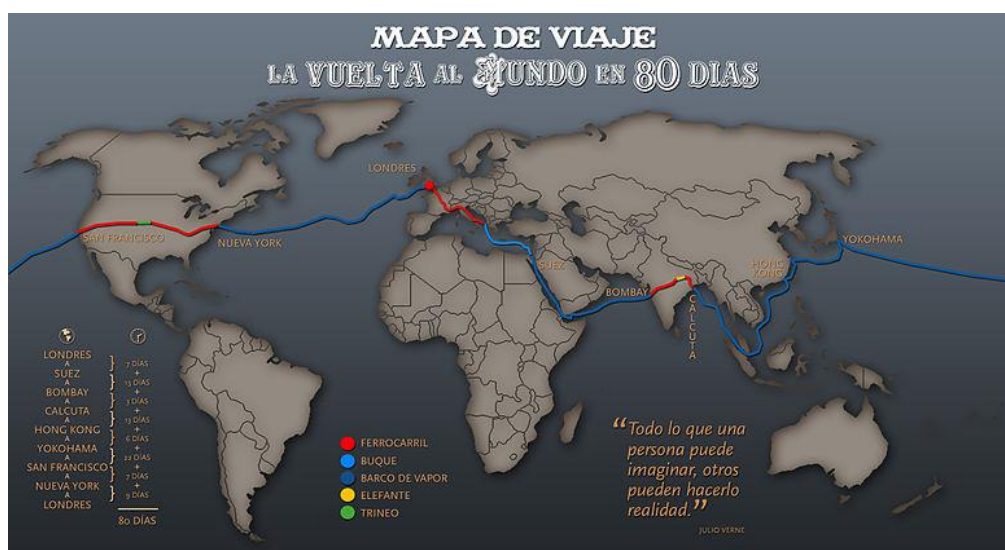 MAPA DE VIAJE
LA VUELTA AL MUNDO EN 80 DIAS
LONDRES
SAN FRANCISCO
NUEVA YORK
SUEZ
BOMBAY
CALCUTA
HONG
KONG
YOKOHAMA
LONDRES
A
SUEZ
A
BOMBAY
A
CALCUTA
A
HONG KONG
A
YOKOHAMA
A
SAN FRANCISCO
A
NUEVA YORK
A
LONDRES
7 DÍAS
+
13 DÍAS
+
3 DÍAS
+
13 DÍAS
+
6 DÍAS
+
22 DÍAS
+
7 DÍAS
+
9 DÍAS
80 DÍAS
FERROCARRIL
BUQUE
BARCO DE VAPOR
ELEFANTE
TRINEO
“Todo lo que una
persona puede
imaginar, otros
pueden hacerlo
realidad.”
JULIO VERNE